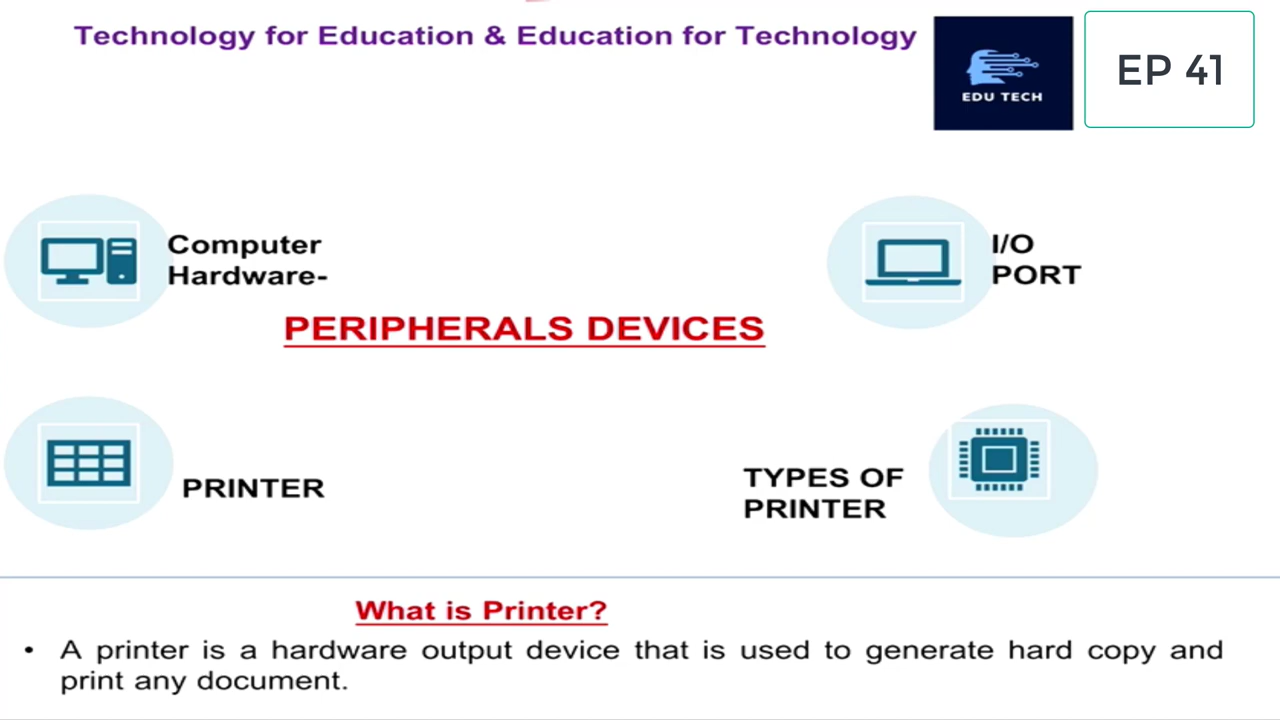 Technology for Education & Education for Technology
EDU TECH
EP 41
Computer
Hardware-
I/O
PORT
PERIPHERALS DEVICES
PRINTER
TYPES OF
PRINTER
What is Printer?
• A printer is a hardware output device that is used to generate hard copy and
print any document.